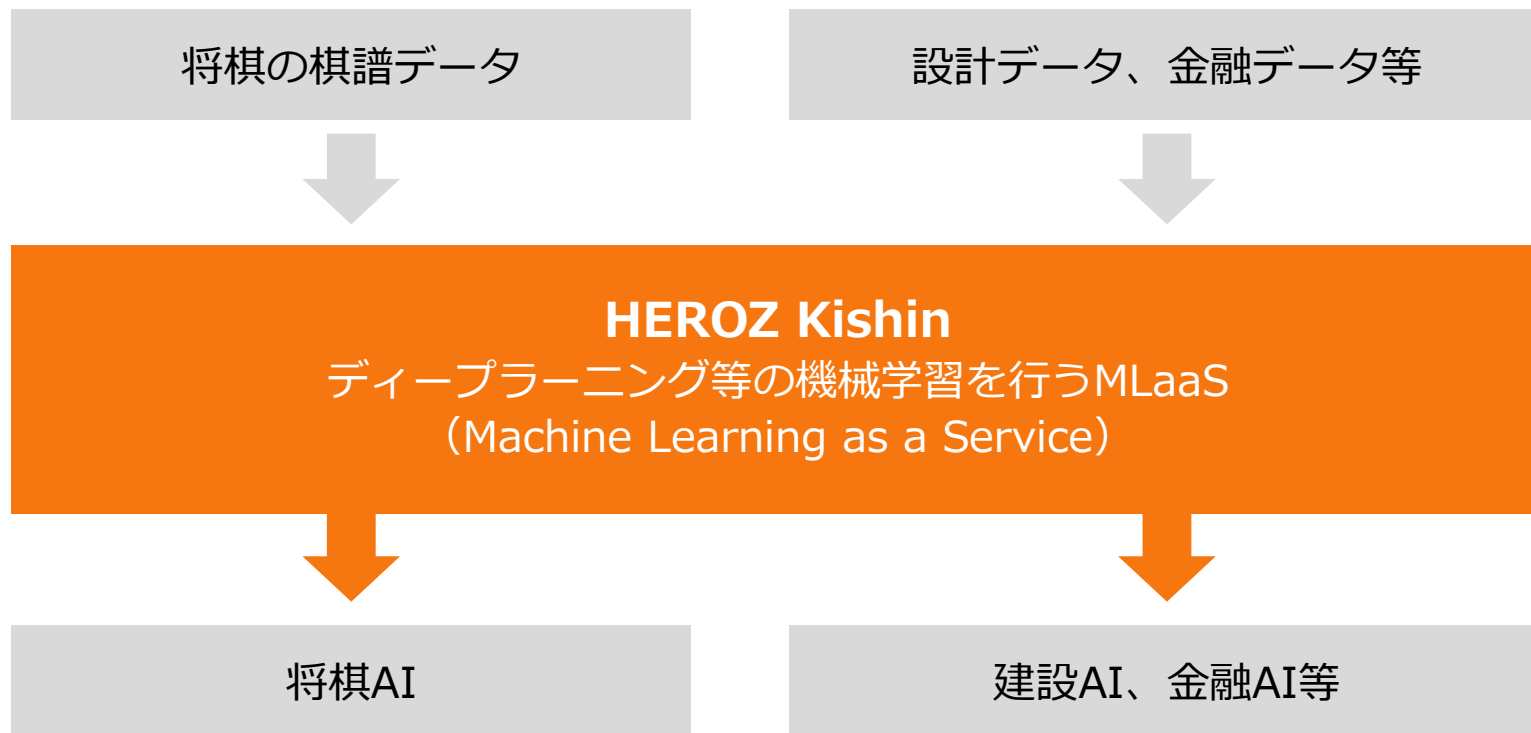 将棋の棋譜データ
設計データ、金融データ等
HEROZ Kishin
ディープラーニング等の機械学習を行うMLaaS
（Machine Learning as a Service）
将棋AI
建設AI、金融AI等